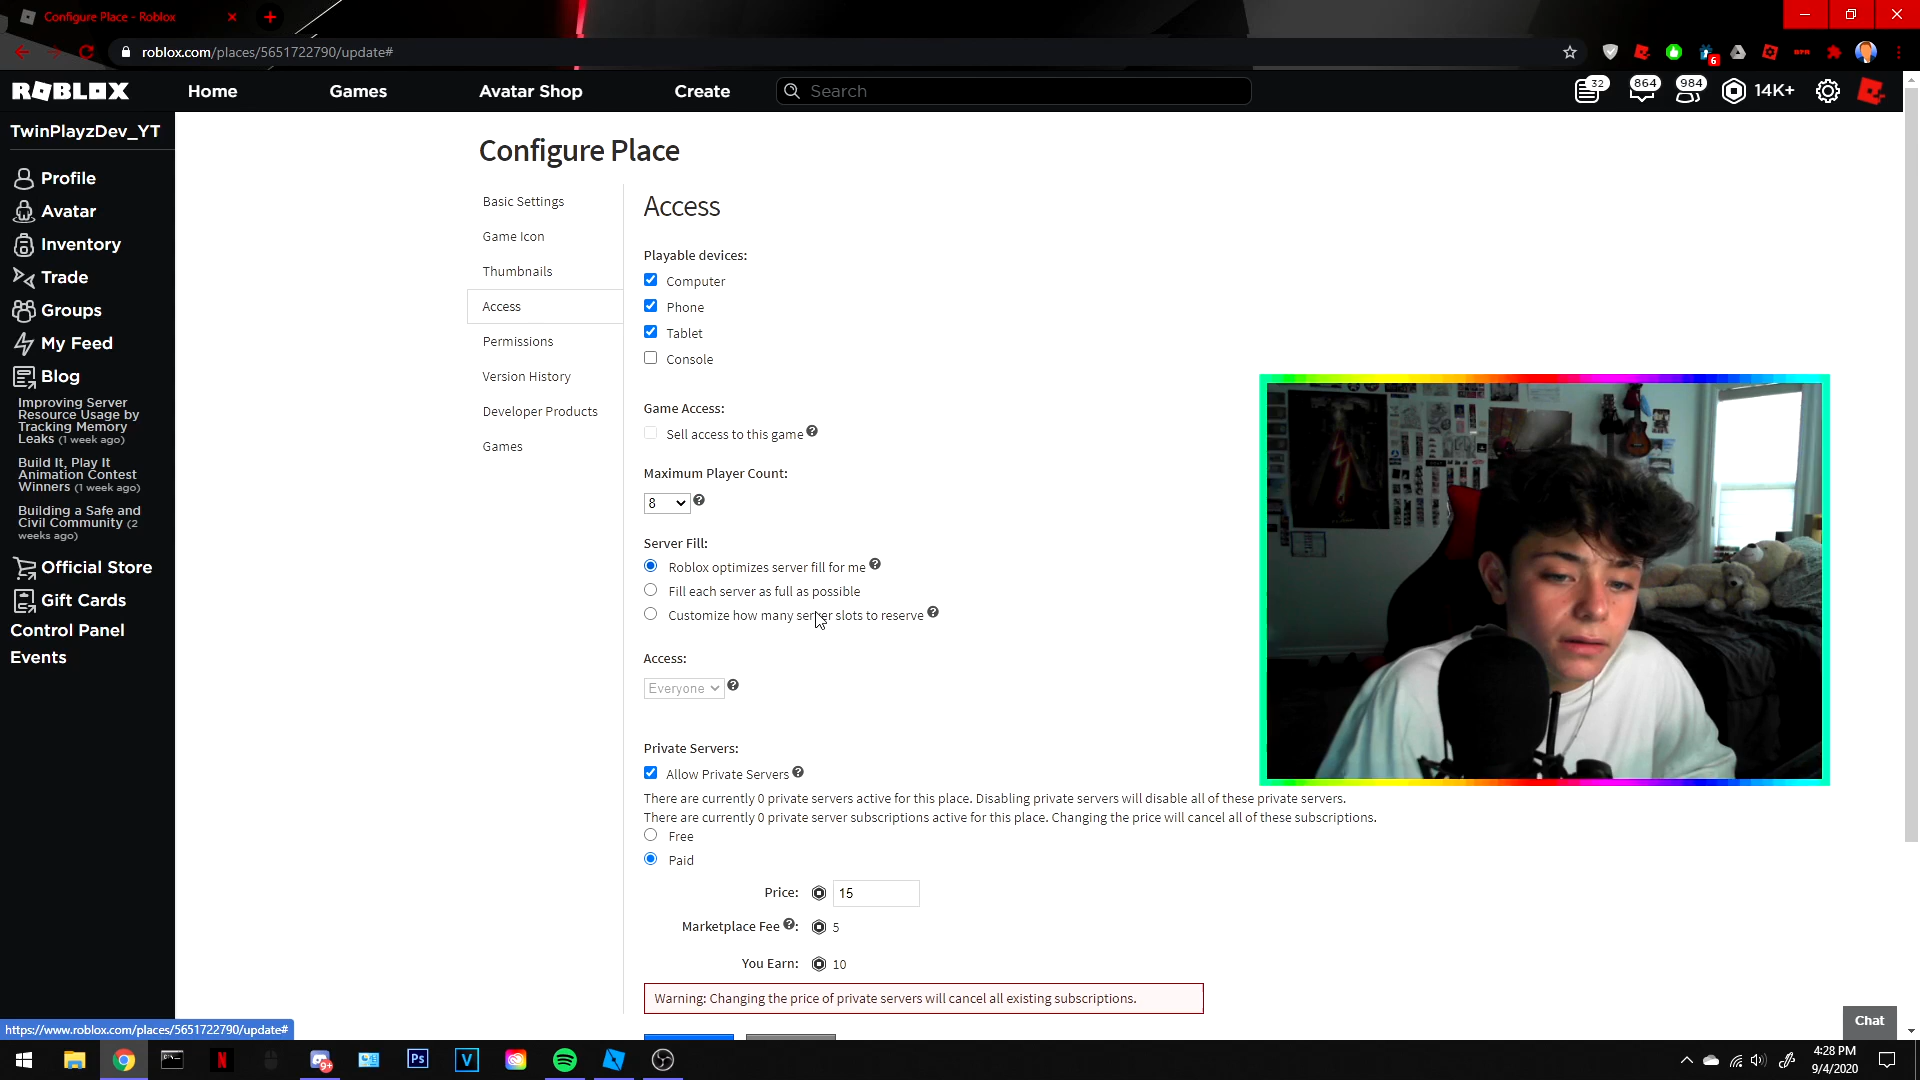 Configure Place - Roblox
roblox.com/places/5651722790/update#
6
ROBLOX
Home
Games
Avatar Shop
Create
Search
32
864
984
14K+
TwinPlayzDev_YT
Profile
Avatar
Inventory
Trade
Groups
My Feed
Blog
Improving Server
Resource Usage by
Tracking Memory
Leaks (1 week ago)
Build It, Play It
Animation Contest
Winners (1 week ago)
Building a Safe and
Civil Community (2
weeks ago)
Official Store
Gift Cards
Control Panel
Events
Configure Place
Basic Settings
Game Icon
Thumbnails
Access
Permissions
Version History
Developer Products
Games
Access
Playable devices:
Computer
Phone
Tablet
Console
Game Access:
Sell access to this game ?
Maximum Player Count:
8 ?
Server Fill:
Roblox optimizes server fill for me ?
Fill each server as full as possible
Customize how many server slots to reserve ?
Access:
Everyone ?
Private Servers:
Allow Private Servers ?
There are currently 0 private servers active for this place. Disabling private servers will disable all of these private servers.
There are currently 0 private server subscriptions active for this place. Changing the price will cancel all of these subscriptions.
Free
Paid
Price: 15
Marketplace Fee ?: 5
You Earn: 10
Warning: Changing the price of private servers will cancel all existing subscriptions.
Chat
https://www.roblox.com/places/5651722790/update#
N
9+
Ps
V
4:28 PM
9/4/2020